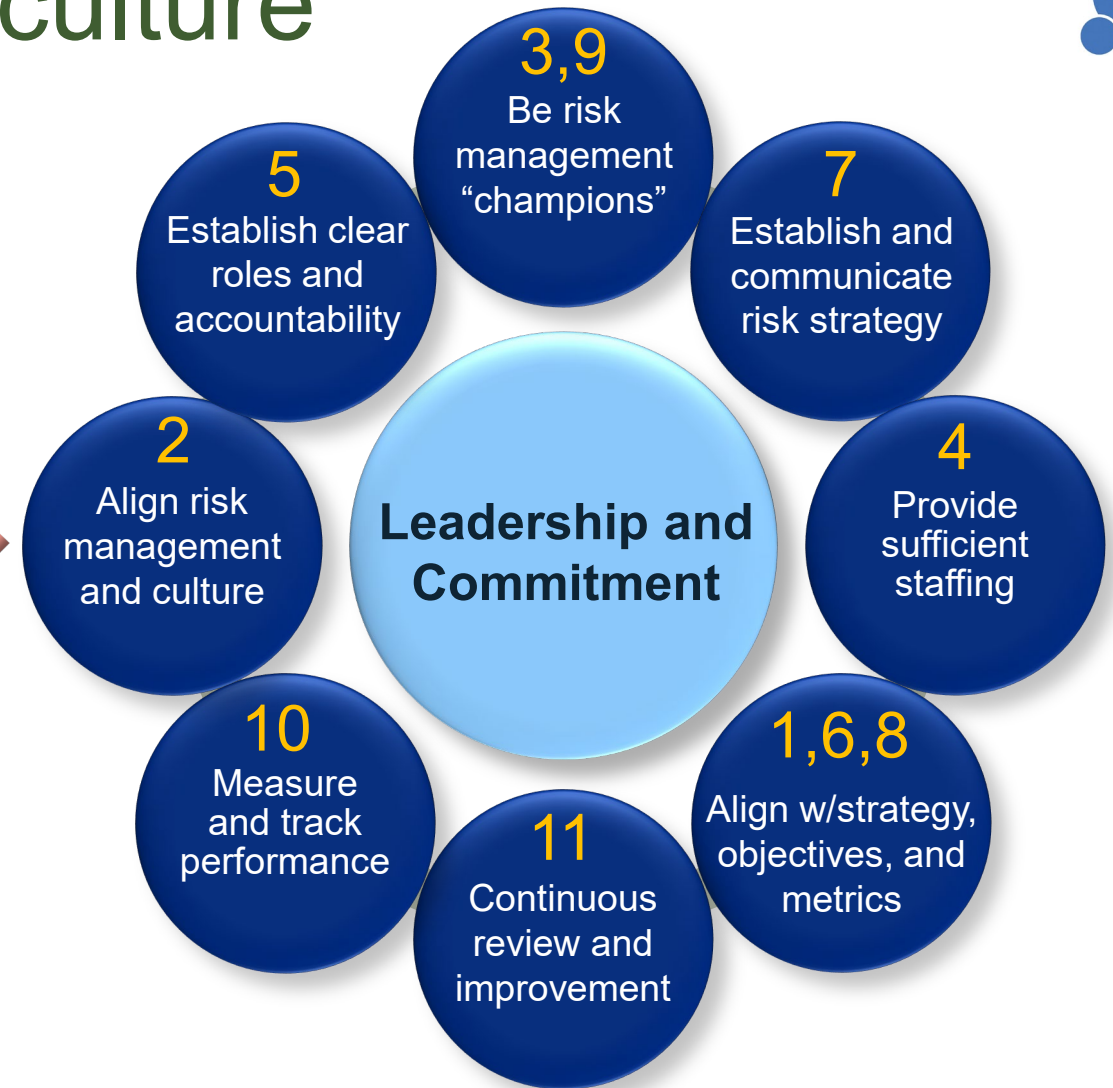 culture
3,9
Be risk
management
“champions”
7
Establish and
communicate
risk strategy
4
Provide
sufficient
staffing
1,6,8
Align w/strategy,
objectives, and
metrics
11
Continuous
review and
improvement
10
Measure
and track
performance
2
Align risk
management
and culture
5
Establish clear
roles and
accountability
Leadership and
Commitment